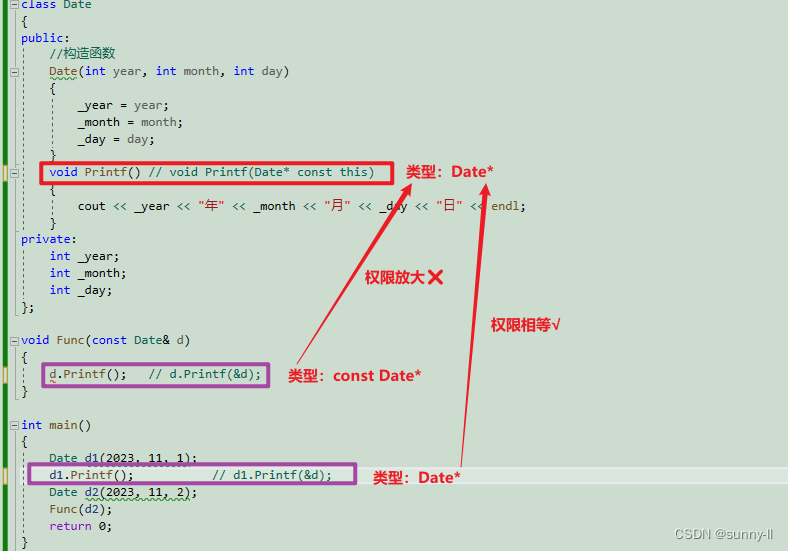 class Date
{
public:
//构造函数
Date(int year, int month, int day)
{
_year = year;
_month = month;
_day = day;
}
void Printf() // void Printf(Date* const this) 类型：Date*
{
cout << _year << "年" << _month << "月" << _day << "日" << endl;
}
private:
int _year;
int _month;
int _day;
};
权限放大❌
权限相等√
void Func(const Date& d)
{
d.Printf(); // d.Printf(&d); 类型：const Date*
}
int main()
{
Date d1(2023, 11, 1);
d1.Printf(); // d1.Printf(&d); 类型：Date*
Date d2(2023, 11, 2);
Func(d2);
return 0;
}
CSDN @sunny-ll